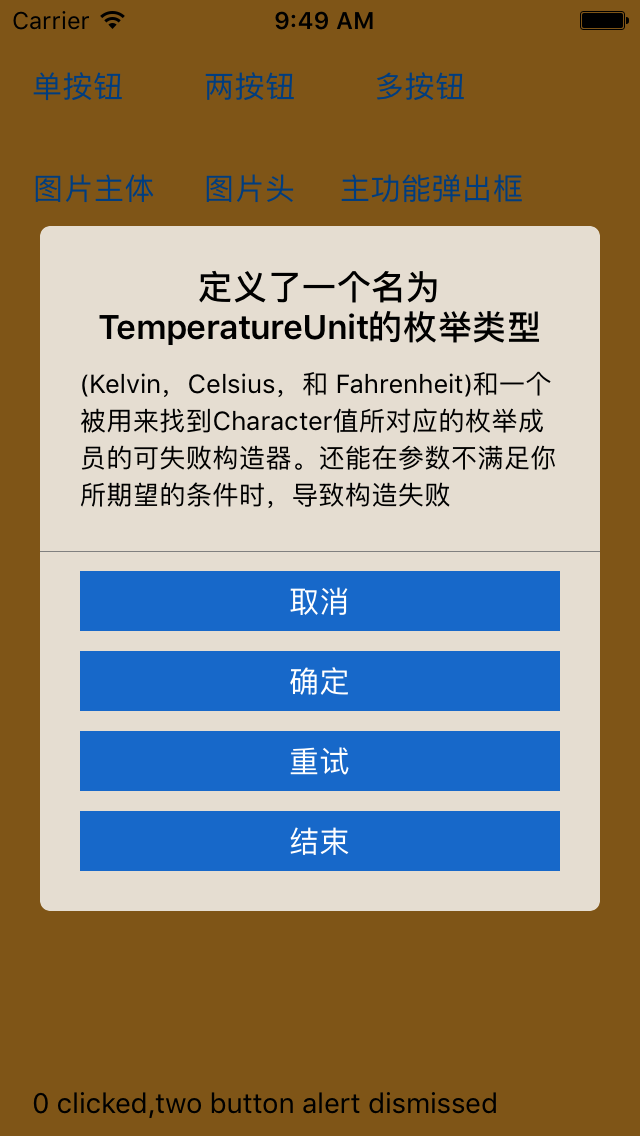 Carrier 9:49 AM
单按钮 两按钮 多按钮
图片主体 图片头 主功能弹出框
定义了一个名为
TemperatureUnit的枚举类型
(Kelvin，Celsius，和 Fahrenheit)和一个
被用来找到Character值所对应的枚举成
员的可失败构造器。还能在参数不满足你
所期望的条件时，导致构造失败
取消
确定
重试
结束
0 clicked,two button alert dismissed